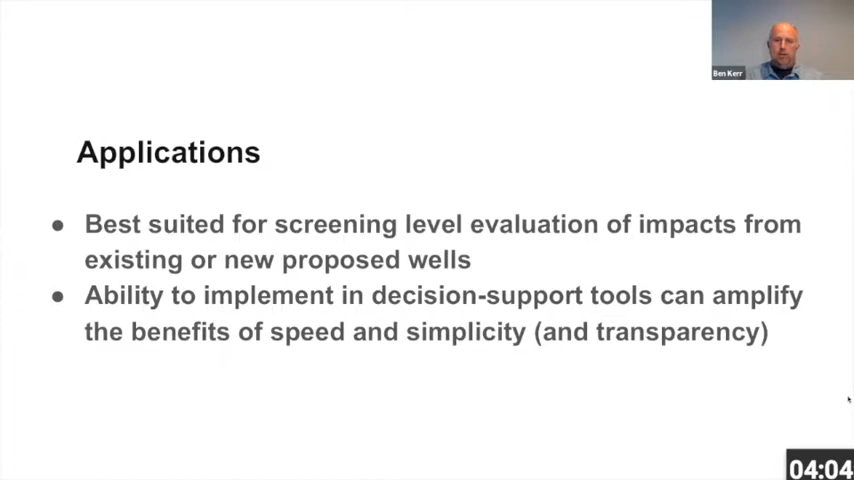 Ben Kerr
Applications
● Best suited for screening level evaluation of impacts from
existing or new proposed wells
● Ability to implement in decision-support tools can amplify
the benefits of speed and simplicity (and transparency)
04:04